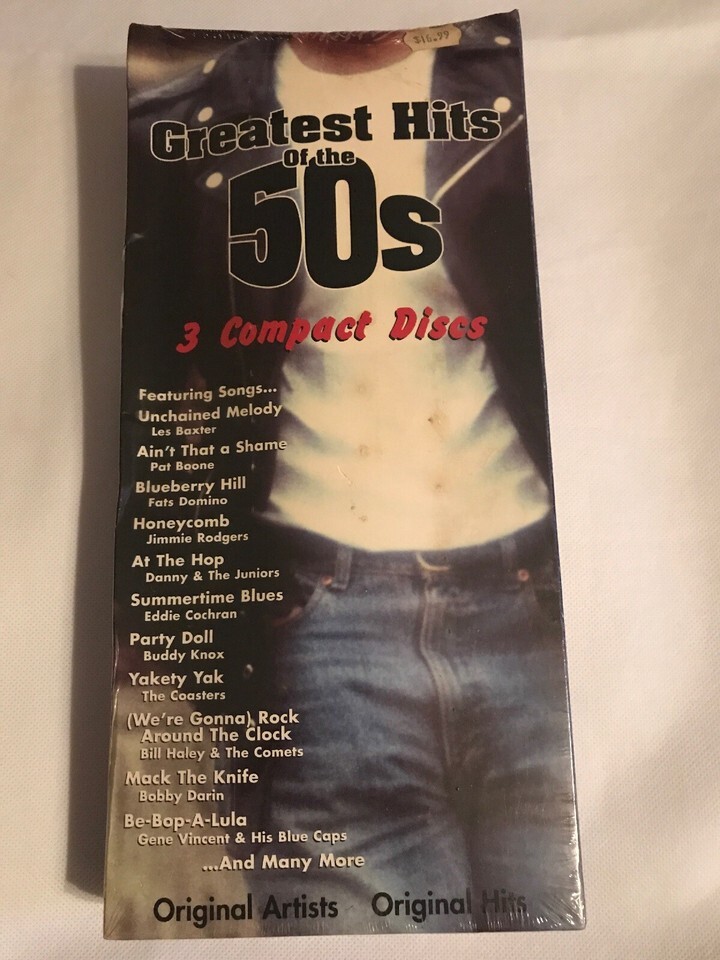 $16.99
Greatest Hits
Of the
50s
3 Compact Discs
Featuring Songs...
Unchained Melody
Les Baxter
Ain't That a Shame
Pat Boone
Blueberry Hill
Fats Domino
Honeycomb
Jimmie Rodgers
At The Hop
Danny & The Juniors
Summertime Blues
Eddie Cochran
Party Doll
Buddy Knox
Yakety Yak
The Coasters
(We're Gonna) Rock
Around The Clock
Bill Haley & The Comets
Mack The Knife
Bobby Darin
Be-Bop-A-Lula
Gene Vincent & His Blue Caps
...And Many More
Original Artists Original Hits